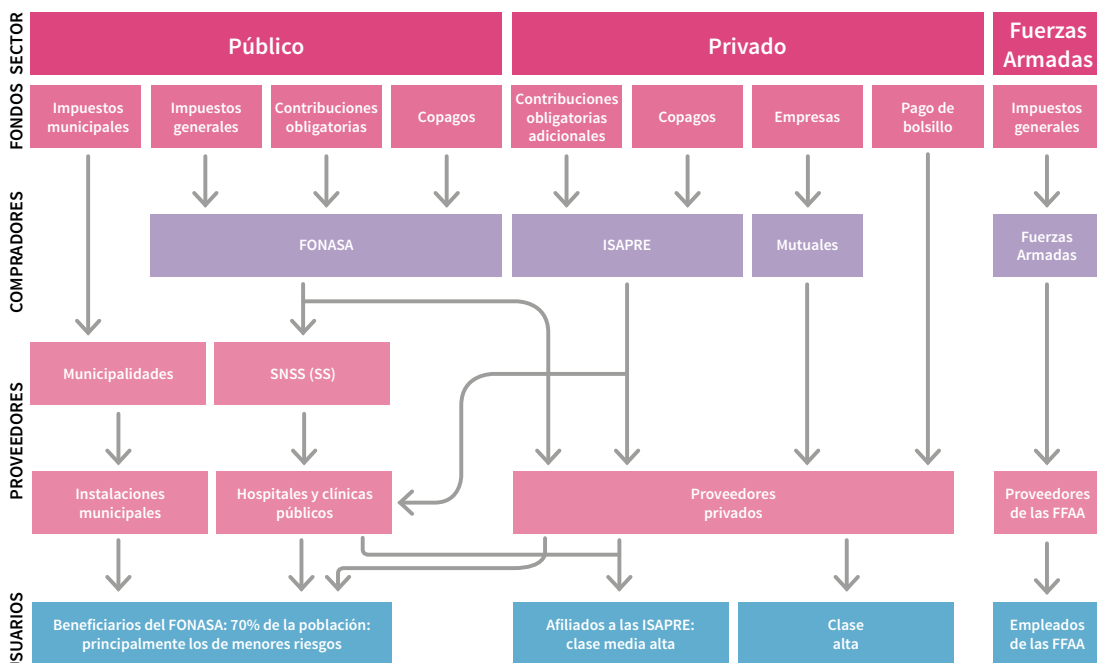 SECTOR
Público
Privado
Fuerzas
Armadas
FONDOS
Impuestos
municipales
Impuestos
generales
Contribuciones
obligatorias
Copagos
Contribuciones
obligatorias
adicionales
Copagos
Empresas
Pago de
bolsillo
Impuestos
generales
COMPRADORES
FONASA
ISAPRE
Mutuales
Fuerzas
Armadas
PROVEEDORES
Municipalidades
SNSS (SS)
Instalaciones
municipales
Hospitales y clínicas
públicos
Proveedores
privados
Proveedores
de las FFAA
USUARIOS
Beneficiarios del FONASA: 70% de la población:
principalmente los de menores riesgos
Afiliados a las ISAPRE:
clase media alta
Clase
alta
Empleados
de las FFAA